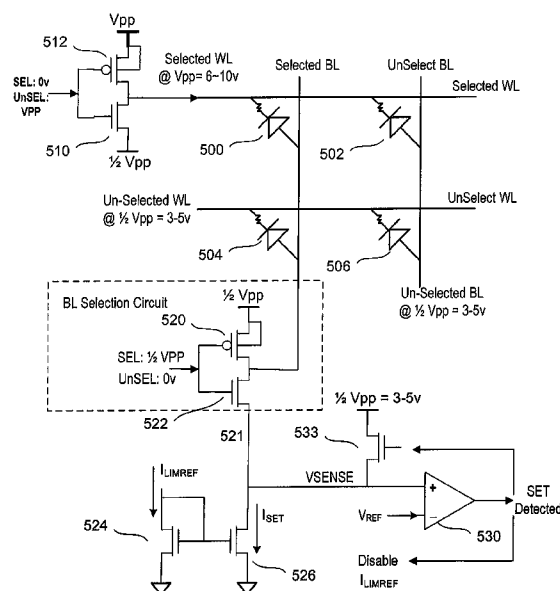 Vpp
512
Selected WL
@ Vpp= 6~10v
Selected BL
UnSelect BL
Selected WL
SEL: 0v
UnSEL:
VPP
510
½ Vpp
500
502
Un-Selected WL
@ ½ Vpp = 3-5v
UnSelect WL
504
506
BL Selection Circuit
½ Vpp
520
Un-Selected BL
@ ½ Vpp = 3-5v
SEL: ½ VPP
UnSEL: 0v
522
521
½ Vpp = 3-5v
533
ILIMREF
VSENSE
+
SET
Detected
ISET
VREF
−
530
524
526
Disable
ILIMREF